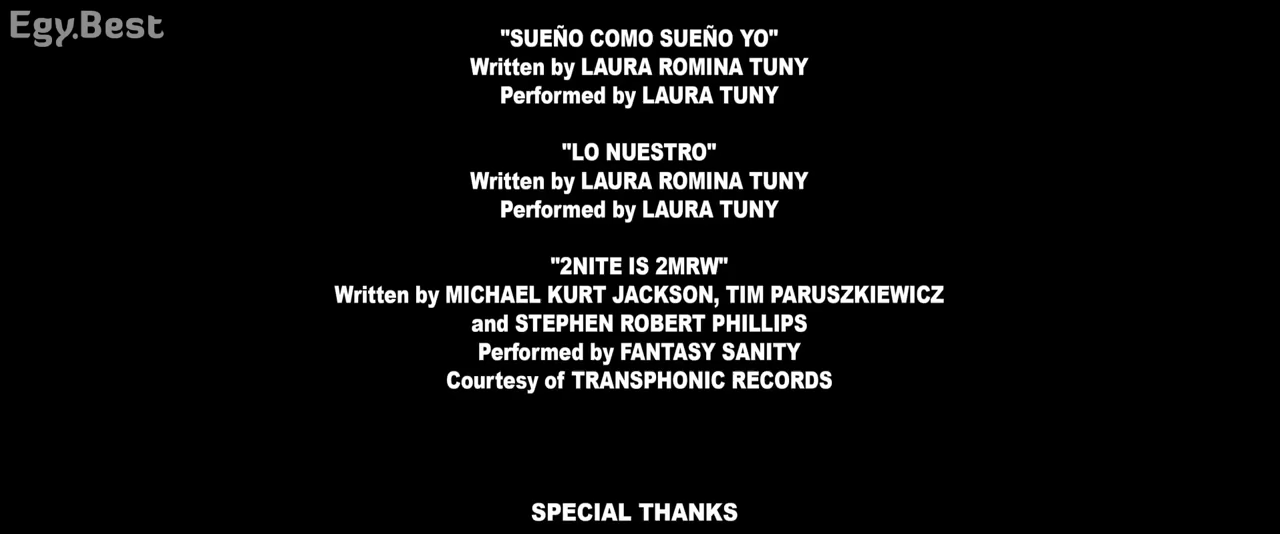 Egy.Best
"SUEÑO COMO SUEÑO YO"
Written by LAURA ROMINA TUNY
Performed by LAURA TUNY
"LO NUESTRO"
Written by LAURA ROMINA TUNY
Performed by LAURA TUNY
"2NITE IS 2MRW"
Written by MICHAEL KURT JACKSON, TIM PARUSZKIEWICZ
and STEPHEN ROBERT PHILLIPS
Performed by FANTASY SANITY
Courtesy of TRANSPHONIC RECORDS
SPECIAL THANKS